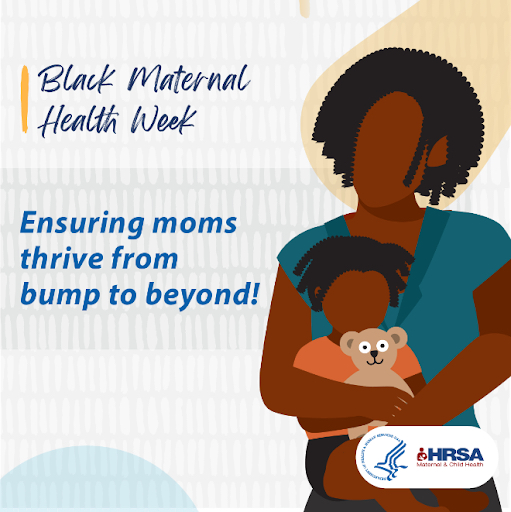 Black Maternal
Health Week
Ensuring moms
thrive from
bump to beyond!
HRSA
Maternal & Child Health